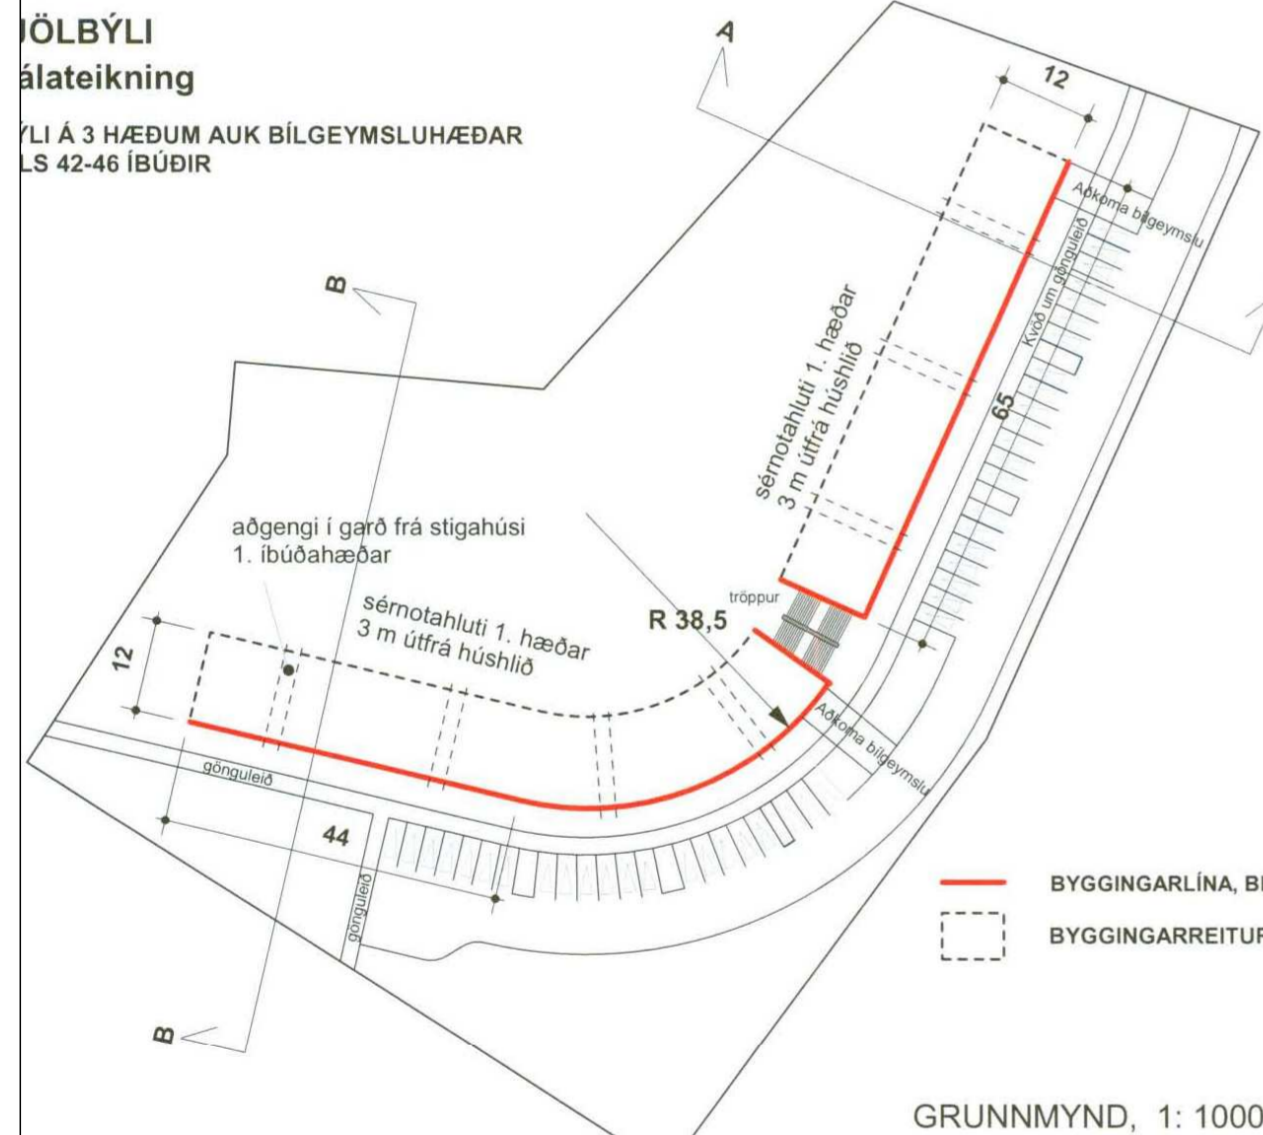 JÖLBÝLI
álateikning
ÝLI Á 3 HÆÐUM AUK BÍLGEYMSLUHÆÐAR
LS 42-46 ÍBÚÐIR
A
12
Aðkoma bílgeymslu
Kvöð um gönguleið
65
B
sérnotahluti 1. hæðar
3 m útfrá húshlið
aðgengi í garð frá stigahúsi
1. íbúðahæðar
sérnotahluti 1. hæðar
3 m útfrá húshlið
tröppur
R 38,5
12
Aðkoma bílgeymslu
gönguleið
44
gönguleið
B
BYGGINGARLÍNA, BI
BYGGINGARREITUR
GRUNNMYND, 1: 1000